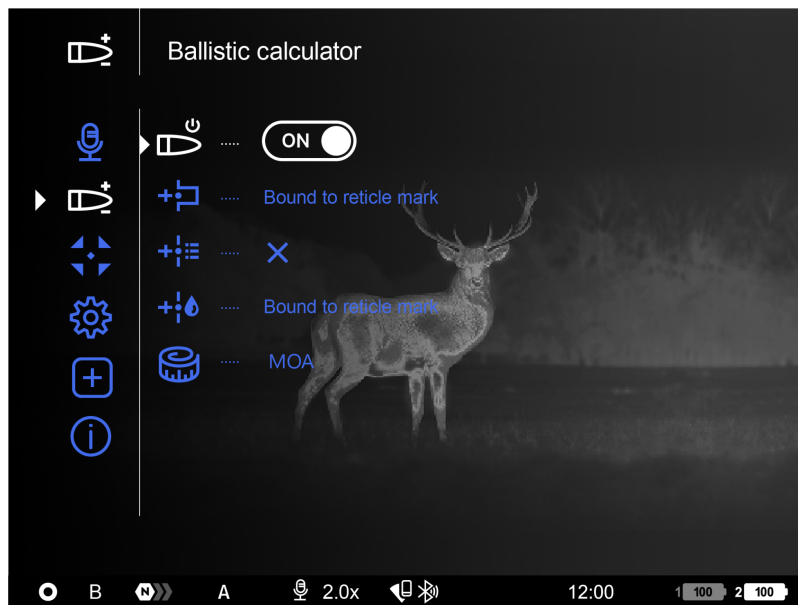 Ballistic calculator
ON
Bound to reticle mark
Bound to reticle mark
MOA
B N A 2.0x 12:00 1 100 2 100